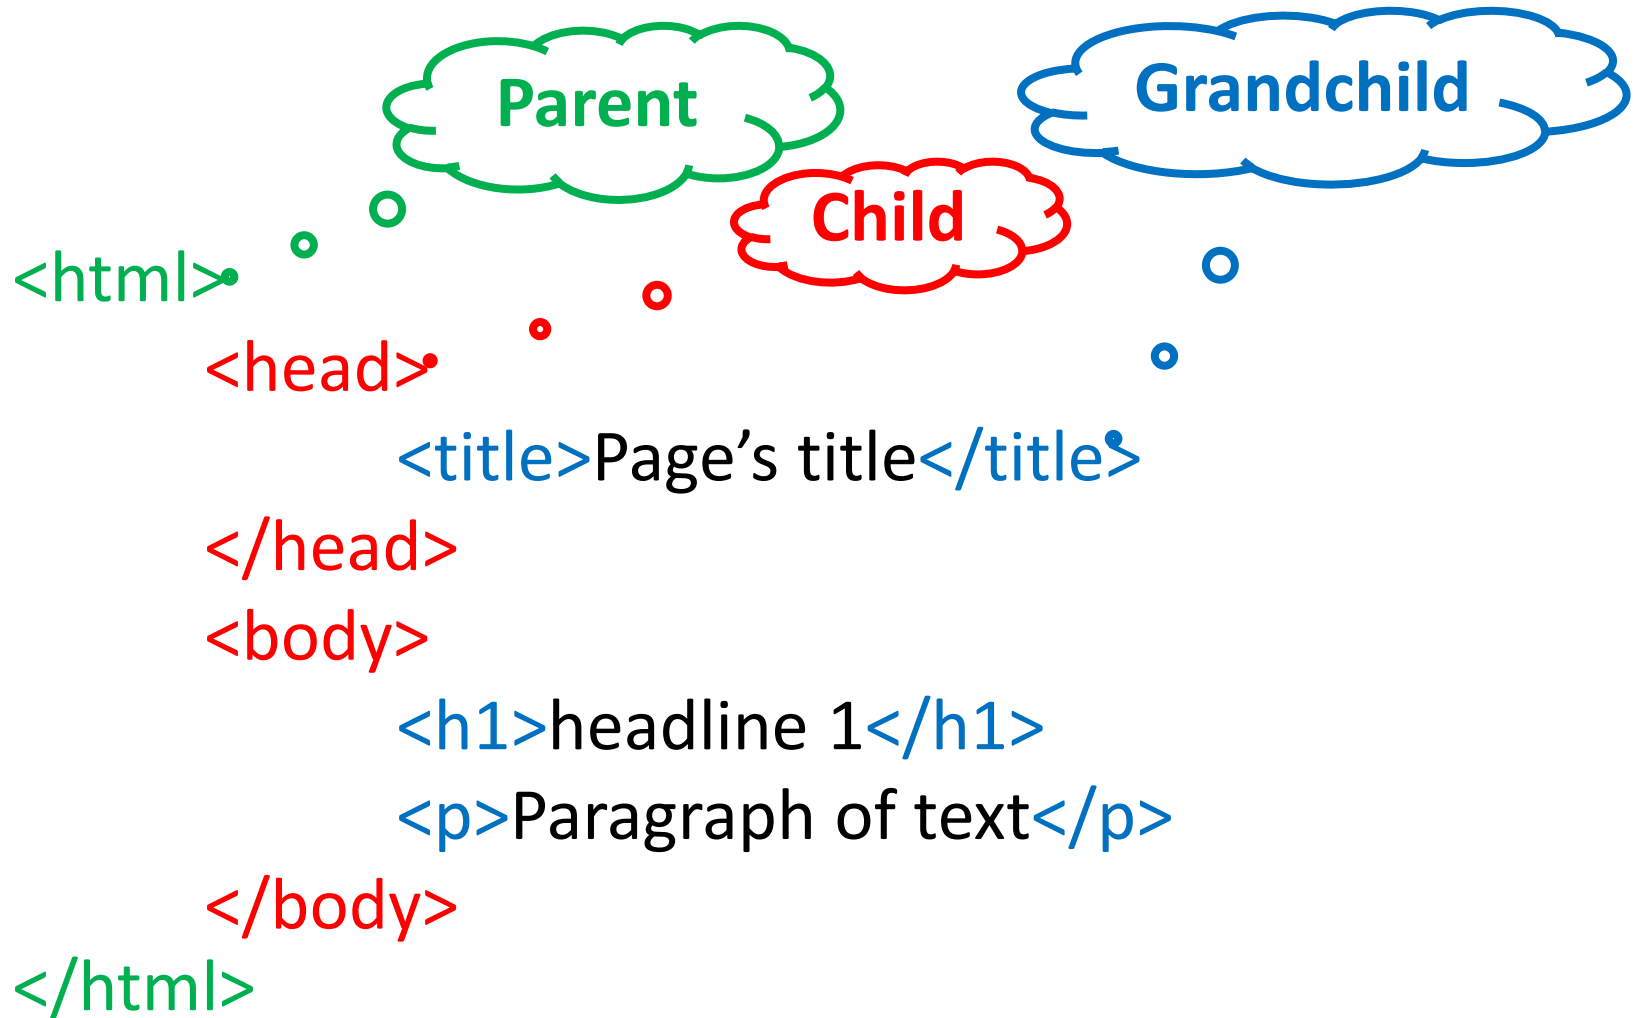 Parent
Grandchild
Child
<html>
<head>
<title>Page’s title</title>
</head>
<body>
<h1>headline 1</h1>
<p>Paragraph of text</p>
</body>
</html>